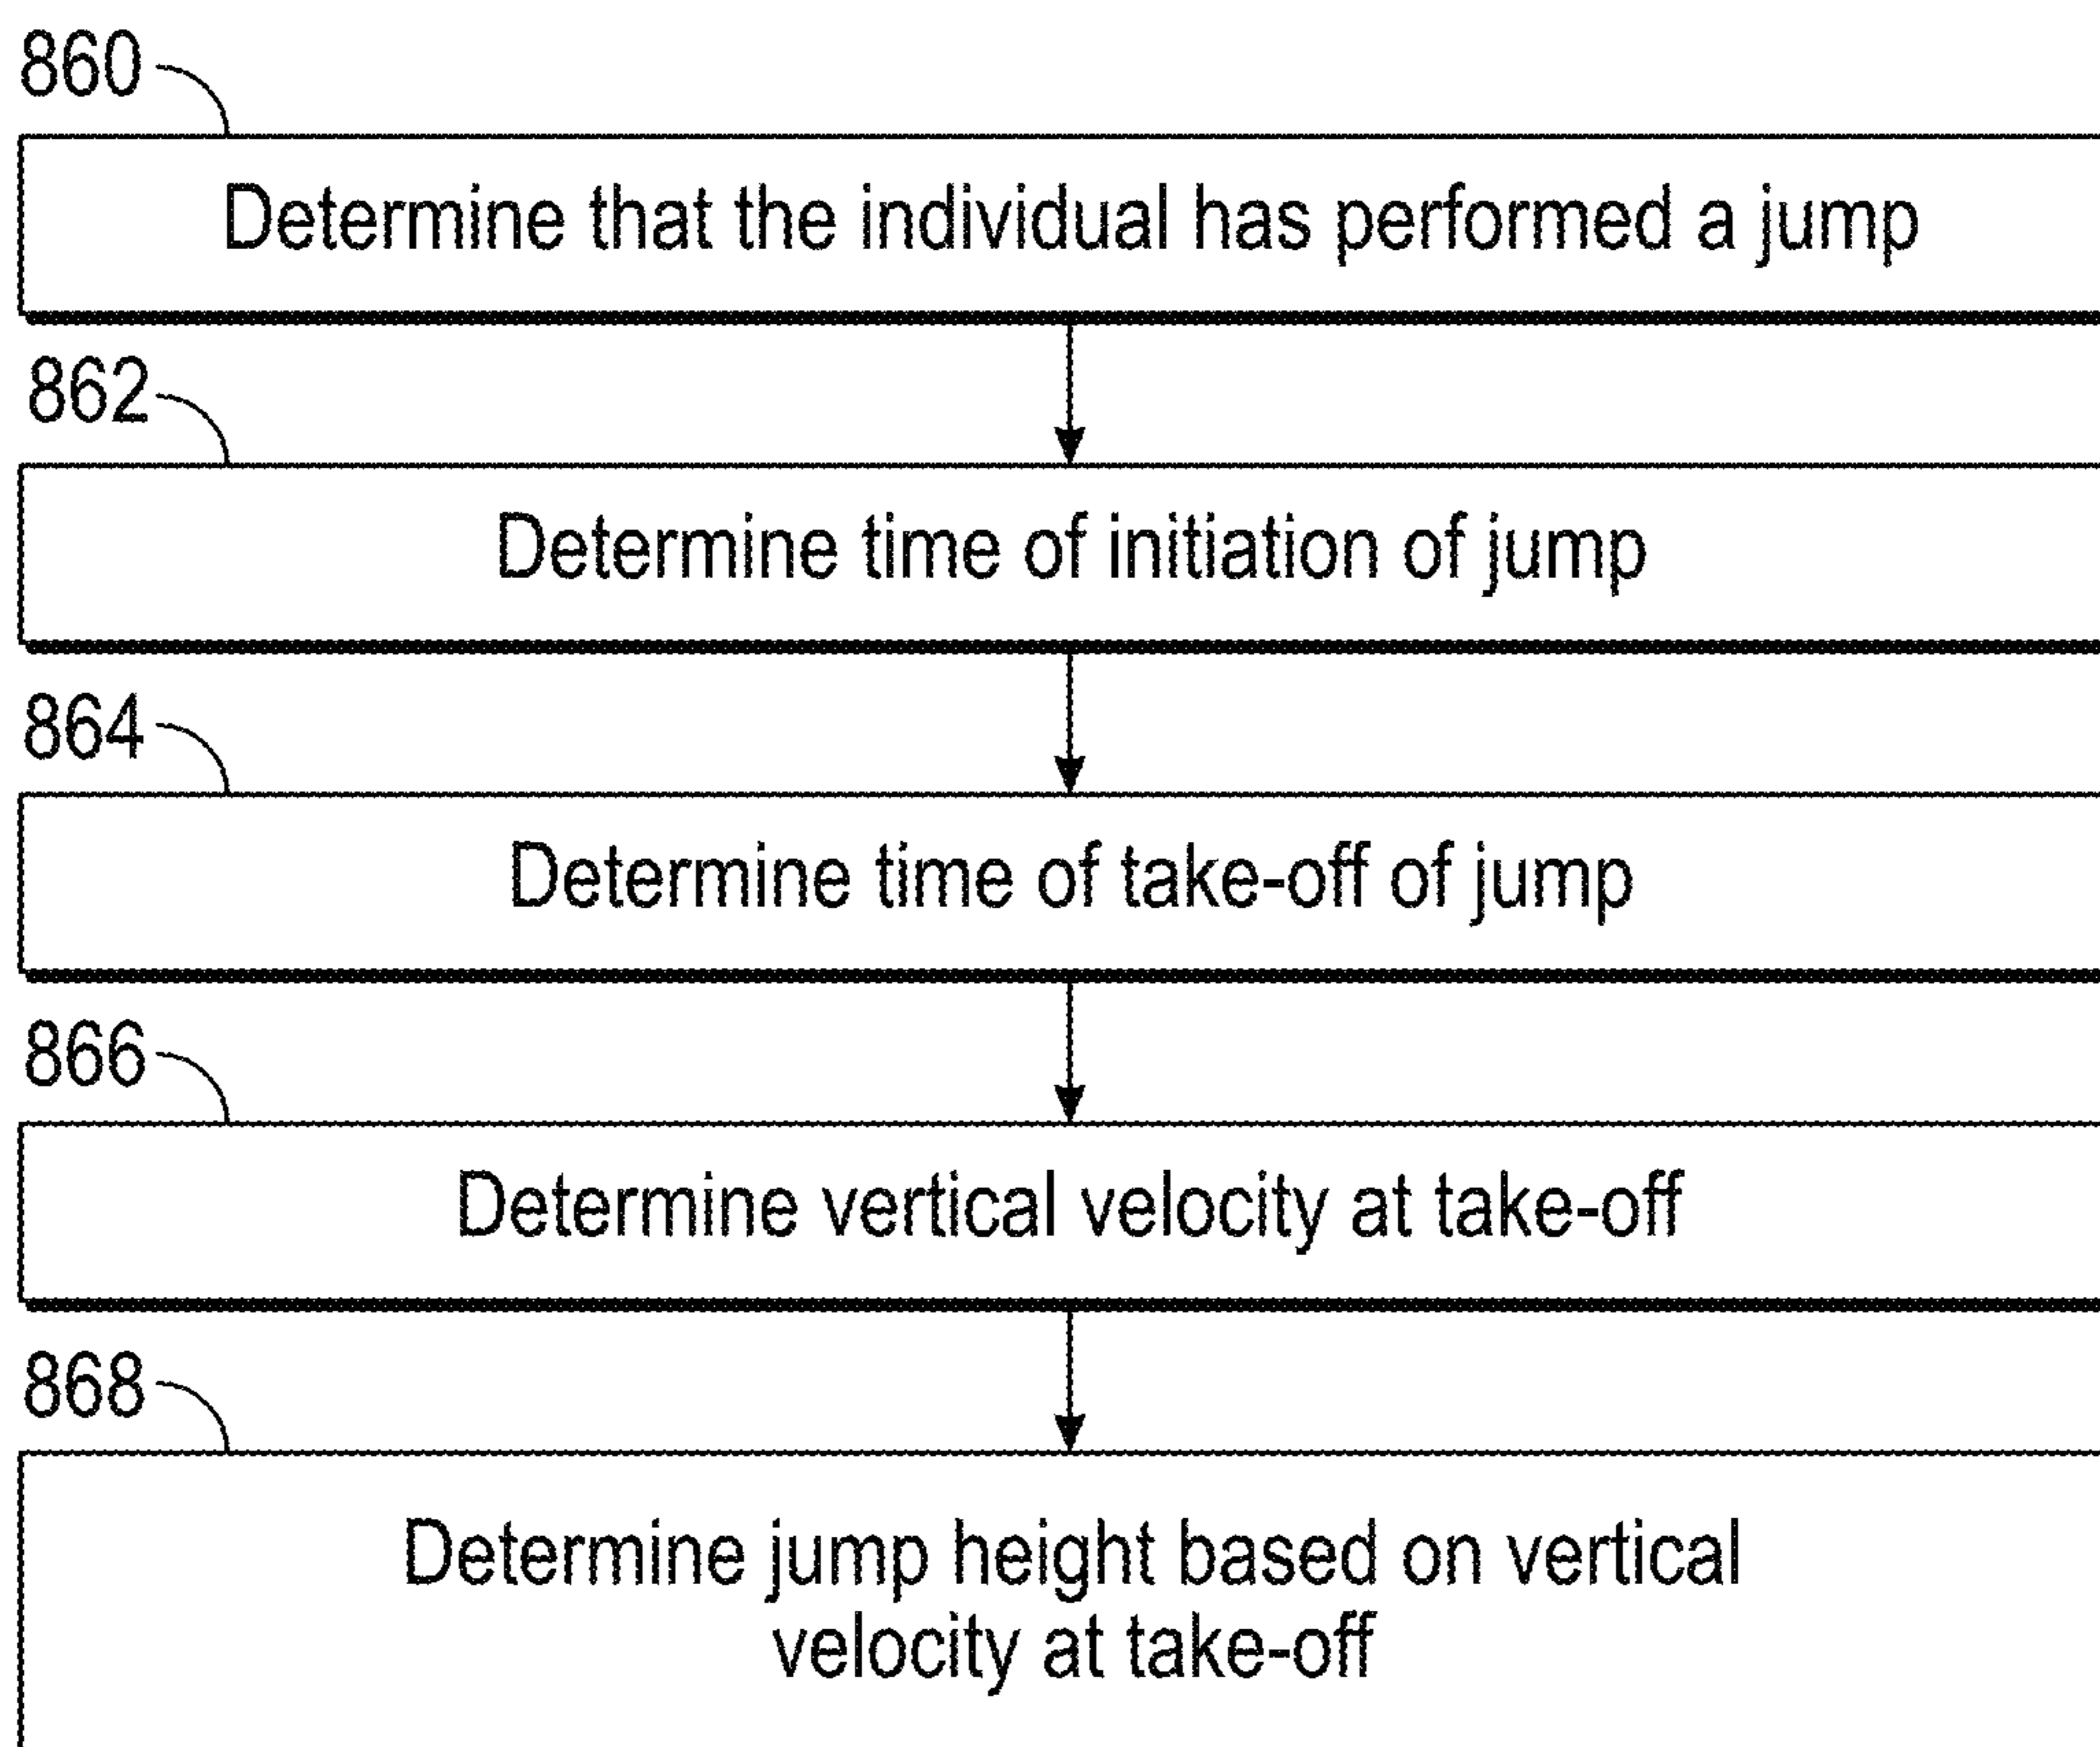 860
Determine that the individual has performed a jump
862
Determine time of initiation of jump
864
Determine time of take-off of jump
866
Determine vertical velocity at take-off
868
Determine jump height based on vertical
velocity at take-off